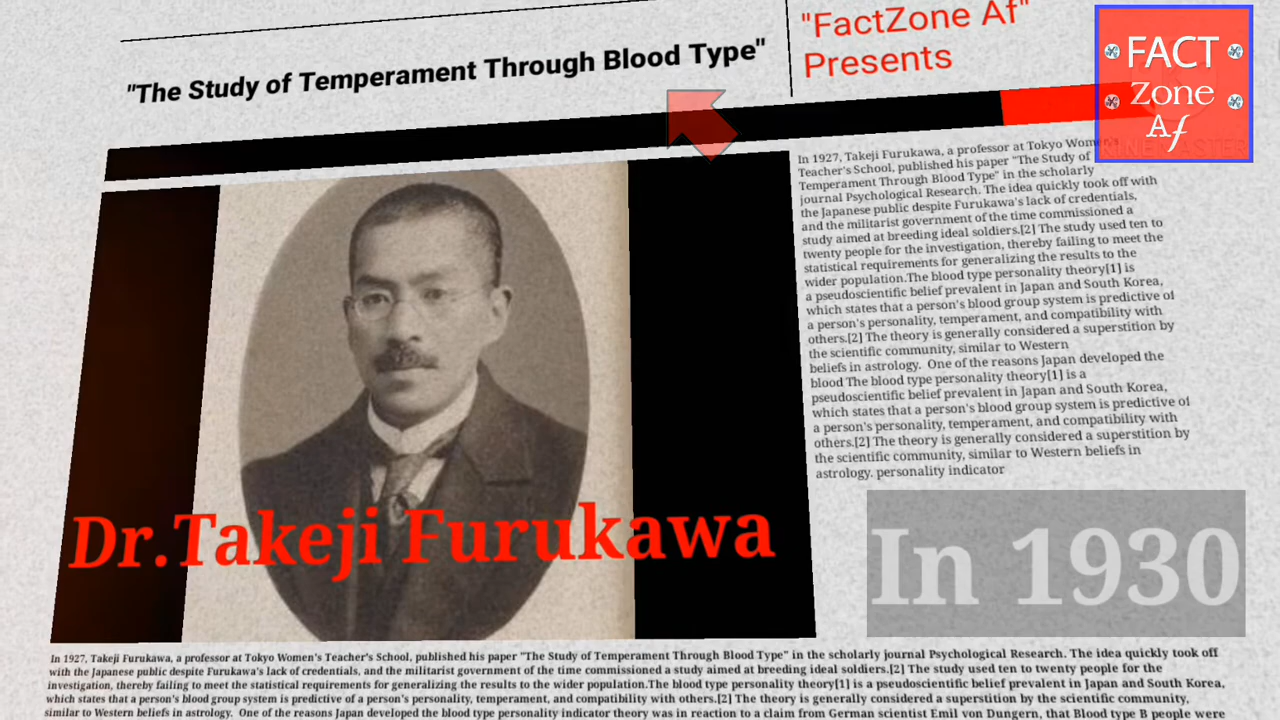 "The Study of Temperament Through Blood Type"
"FactZone Af"
Presents
FACT
Zone
Af
In 1927, Takeji Furukawa, a professor at Tokyo Women's
Teacher's School, published his paper "The Study of
Temperament Through Blood Type" in the scholarly
journal Psychological Research. The idea quickly took off with
the Japanese public despite Furukawa's lack of credentials,
and the militarist government of the time commissioned a
study aimed at breeding ideal soldiers.[2] The study used ten to
twenty people for the investigation, thereby failing to meet the
statistical requirements for generalizing the results to the
wider population.The blood type personality theory[1] is
a pseudoscientific belief prevalent in Japan and South Korea,
which states that a person's blood group system is predictive of
a person's personality, temperament, and compatibility with
others.[2] The theory is generally considered a superstition by
the scientific community, similar to Western
beliefs in astrology. One of the reasons Japan developed the
blood The blood type personality theory[1] is a
pseudoscientific belief prevalent in Japan and South Korea,
which states that a person's blood group system is predictive of
a person's personality, temperament, and compatibility with
others.[2] The theory is generally considered a superstition by
the scientific community, similar to Western beliefs in
astrology. personality indicator
Dr.Takeji Furukawa
In 1930
In 1927, Takeji Furukawa, a professor at Tokyo Women's Teacher's School, published his paper "The Study of Temperament Through Blood Type" in the scholarly journal Psychological Research. The idea quickly took off
with the Japanese public despite Furukawa's lack of credentials, and the militarist government of the time commissioned a study aimed at breeding ideal soldiers.[2] The study used ten to twenty people for the
investigation, thereby failing to meet the statistical requirements for generalizing the results to the wider population.The blood type personality theory[1] is a pseudoscientific belief prevalent in Japan and South Korea,
which states that a person's blood group system is predictive of a person's personality, temperament, and compatibility with others.[2] The theory is generally considered a superstition by the scientific community,
similar to Western beliefs in astrology. One of the reasons Japan developed the blood type personality indicator theory was in reaction to a claim from German scientist Emil von Dungern, that Blood type B people were